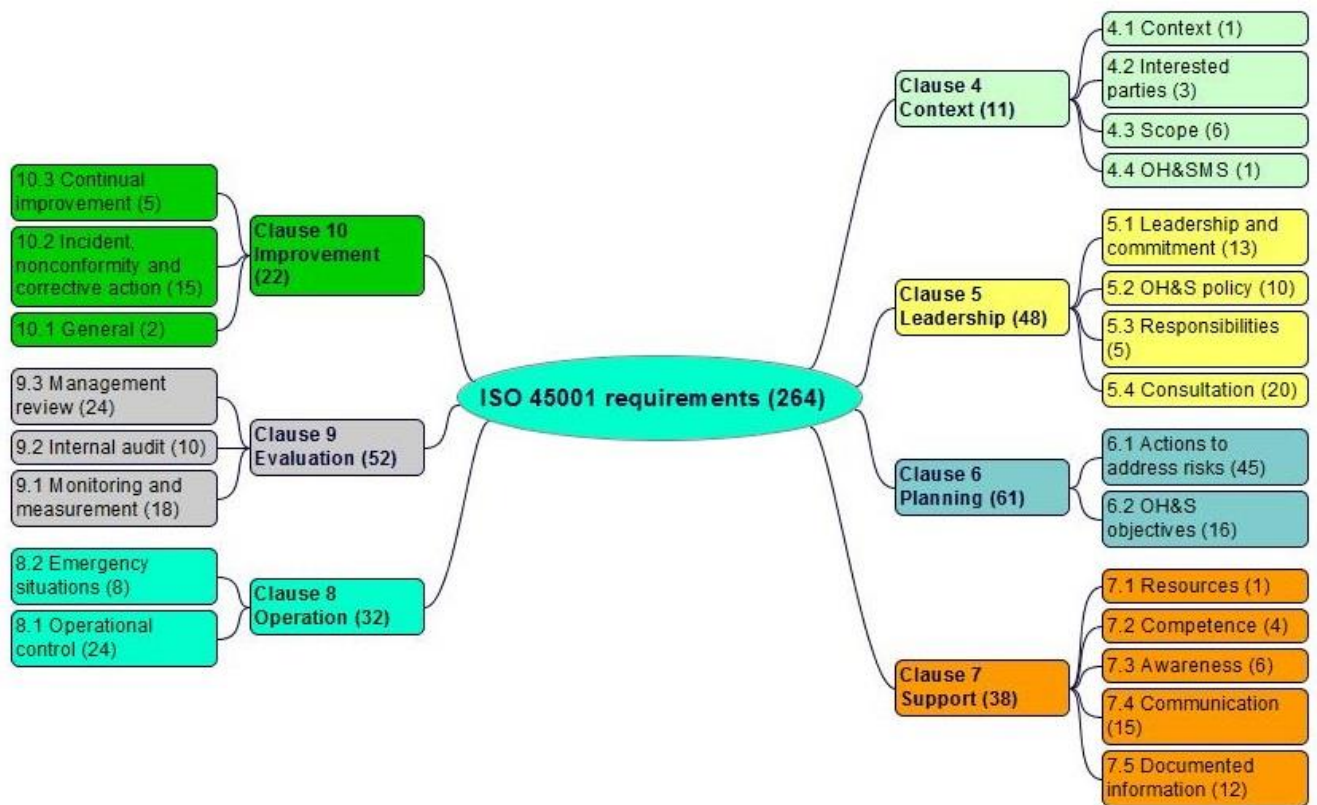 ISO 45001 requirements (264)
Clause 4
Context (11)
4.1 Context (1)
4.2 Interested
parties (3)
4.3 Scope (6)
4.4 OH&SMS (1)
Clause 5
Leadership (48)
5.1 Leadership and
commitment (13)
5.2 OH&S policy (10)
5.3 Responsibilities
(5)
5.4 Consultation (20)
Clause 6
Planning (61)
6.1 Actions to
address risks (45)
6.2 OH&S
objectives (16)
Clause 7
Support (38)
7.1 Resources (1)
7.2 Competence (4)
7.3 Awareness (6)
7.4 Communication
(15)
7.5 Documented
information (12)
Clause 8
Operation (32)
8.2 Emergency
situations (8)
8.1 Operational
control (24)
Clause 9
Evaluation (52)
9.3 Management
review (24)
9.2 Internal audit (10)
9.1 Monitoring and
measurement (18)
Clause 10
Improvement
(22)
10.3 Continual
improvement (5)
10.2 Incident,
nonconformity and
corrective action (15)
10.1 General (2)